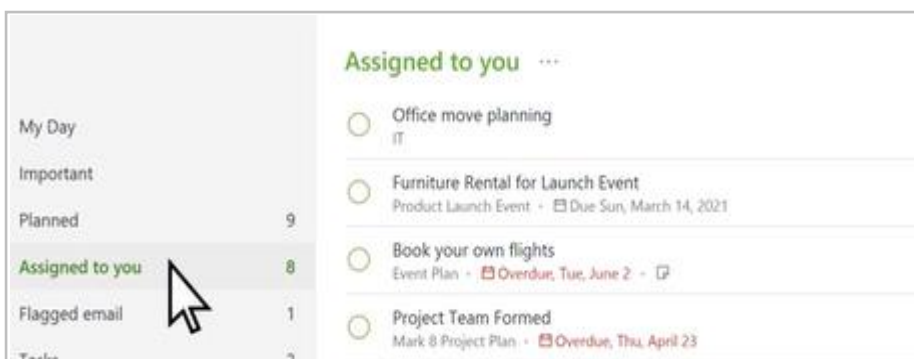 My Day
Important
Planned 9
Assigned to you 8
Flagged email 1
Tasks
Assigned to you ...
Office move planning
IT
Furniture Rental for Launch Event
Product Launch Event · Due Sun, March 14, 2021
Book your own flights
Event Plan · Overdue, Tue, June 2 ·
Project Team Formed
Mark 8 Project Plan · Overdue, Thu, April 23